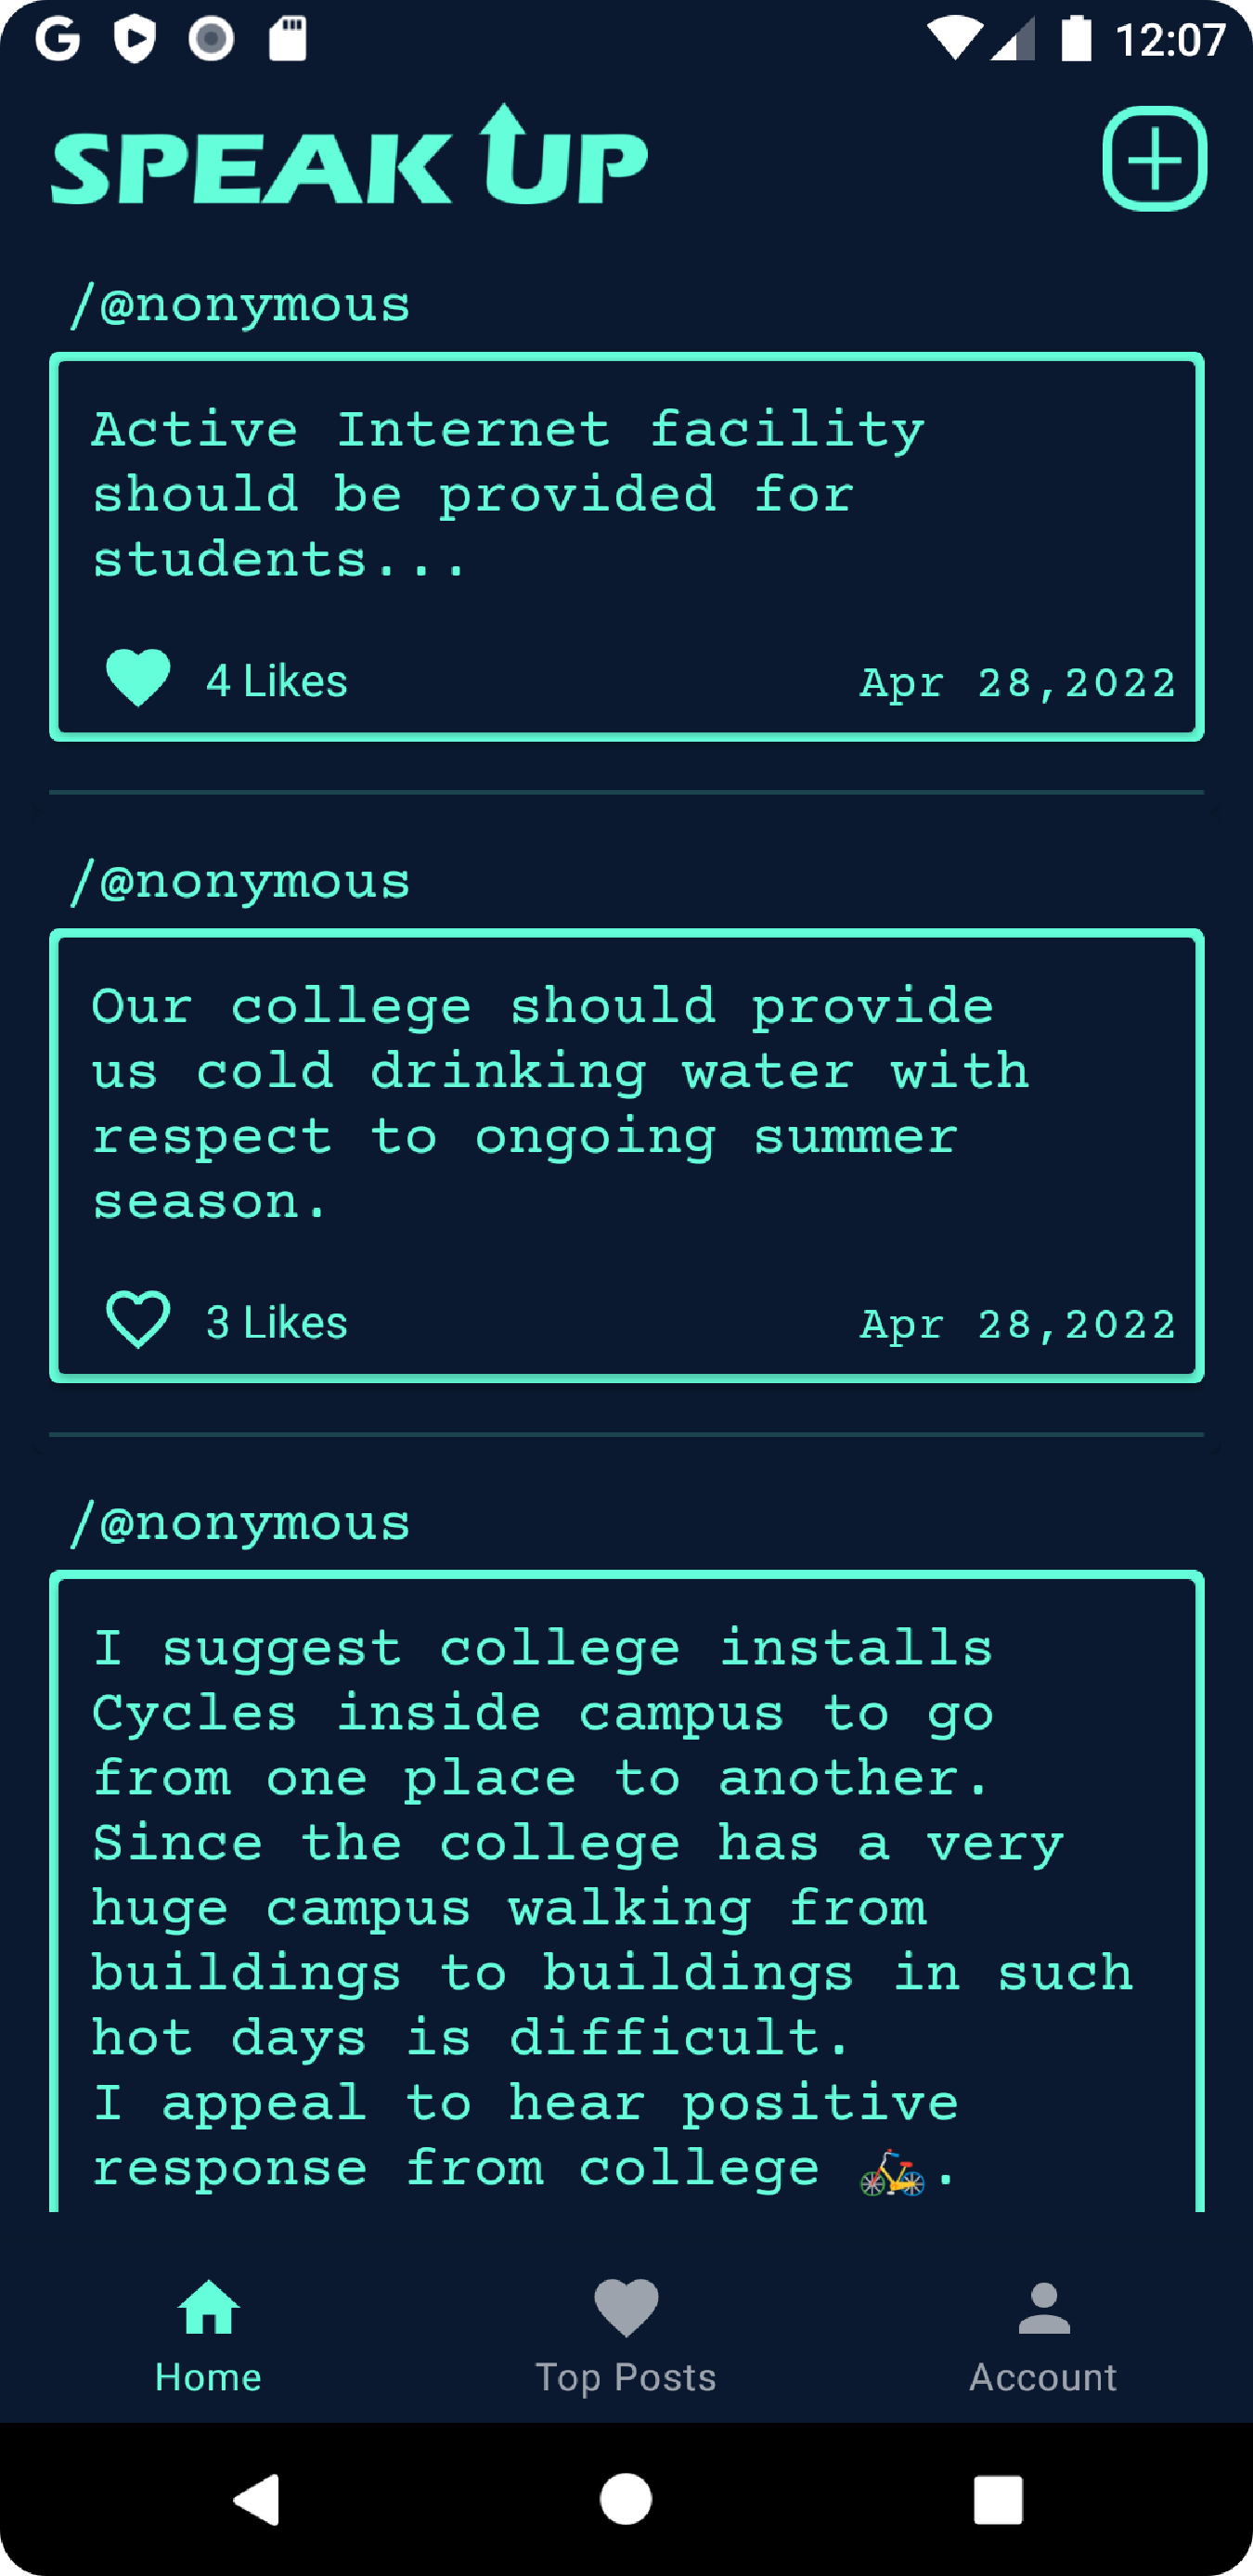 12:07
SPEAK UP
/@nonymous
Active Internet facility
should be provided for
students...
4 Likes
Apr 28,2022
/@nonymous
Our college should provide
us cold drinking water with
respect to ongoing summer
season.
3 Likes
Apr 28,2022
/@nonymous
I suggest college installs
Cycles inside campus to go
from one place to another.
Since the college has a very
huge campus walking from
buildings to buildings in such
hot days is difficult.
I appeal to hear positive
response from college 🚲.
Home
Top Posts
Account